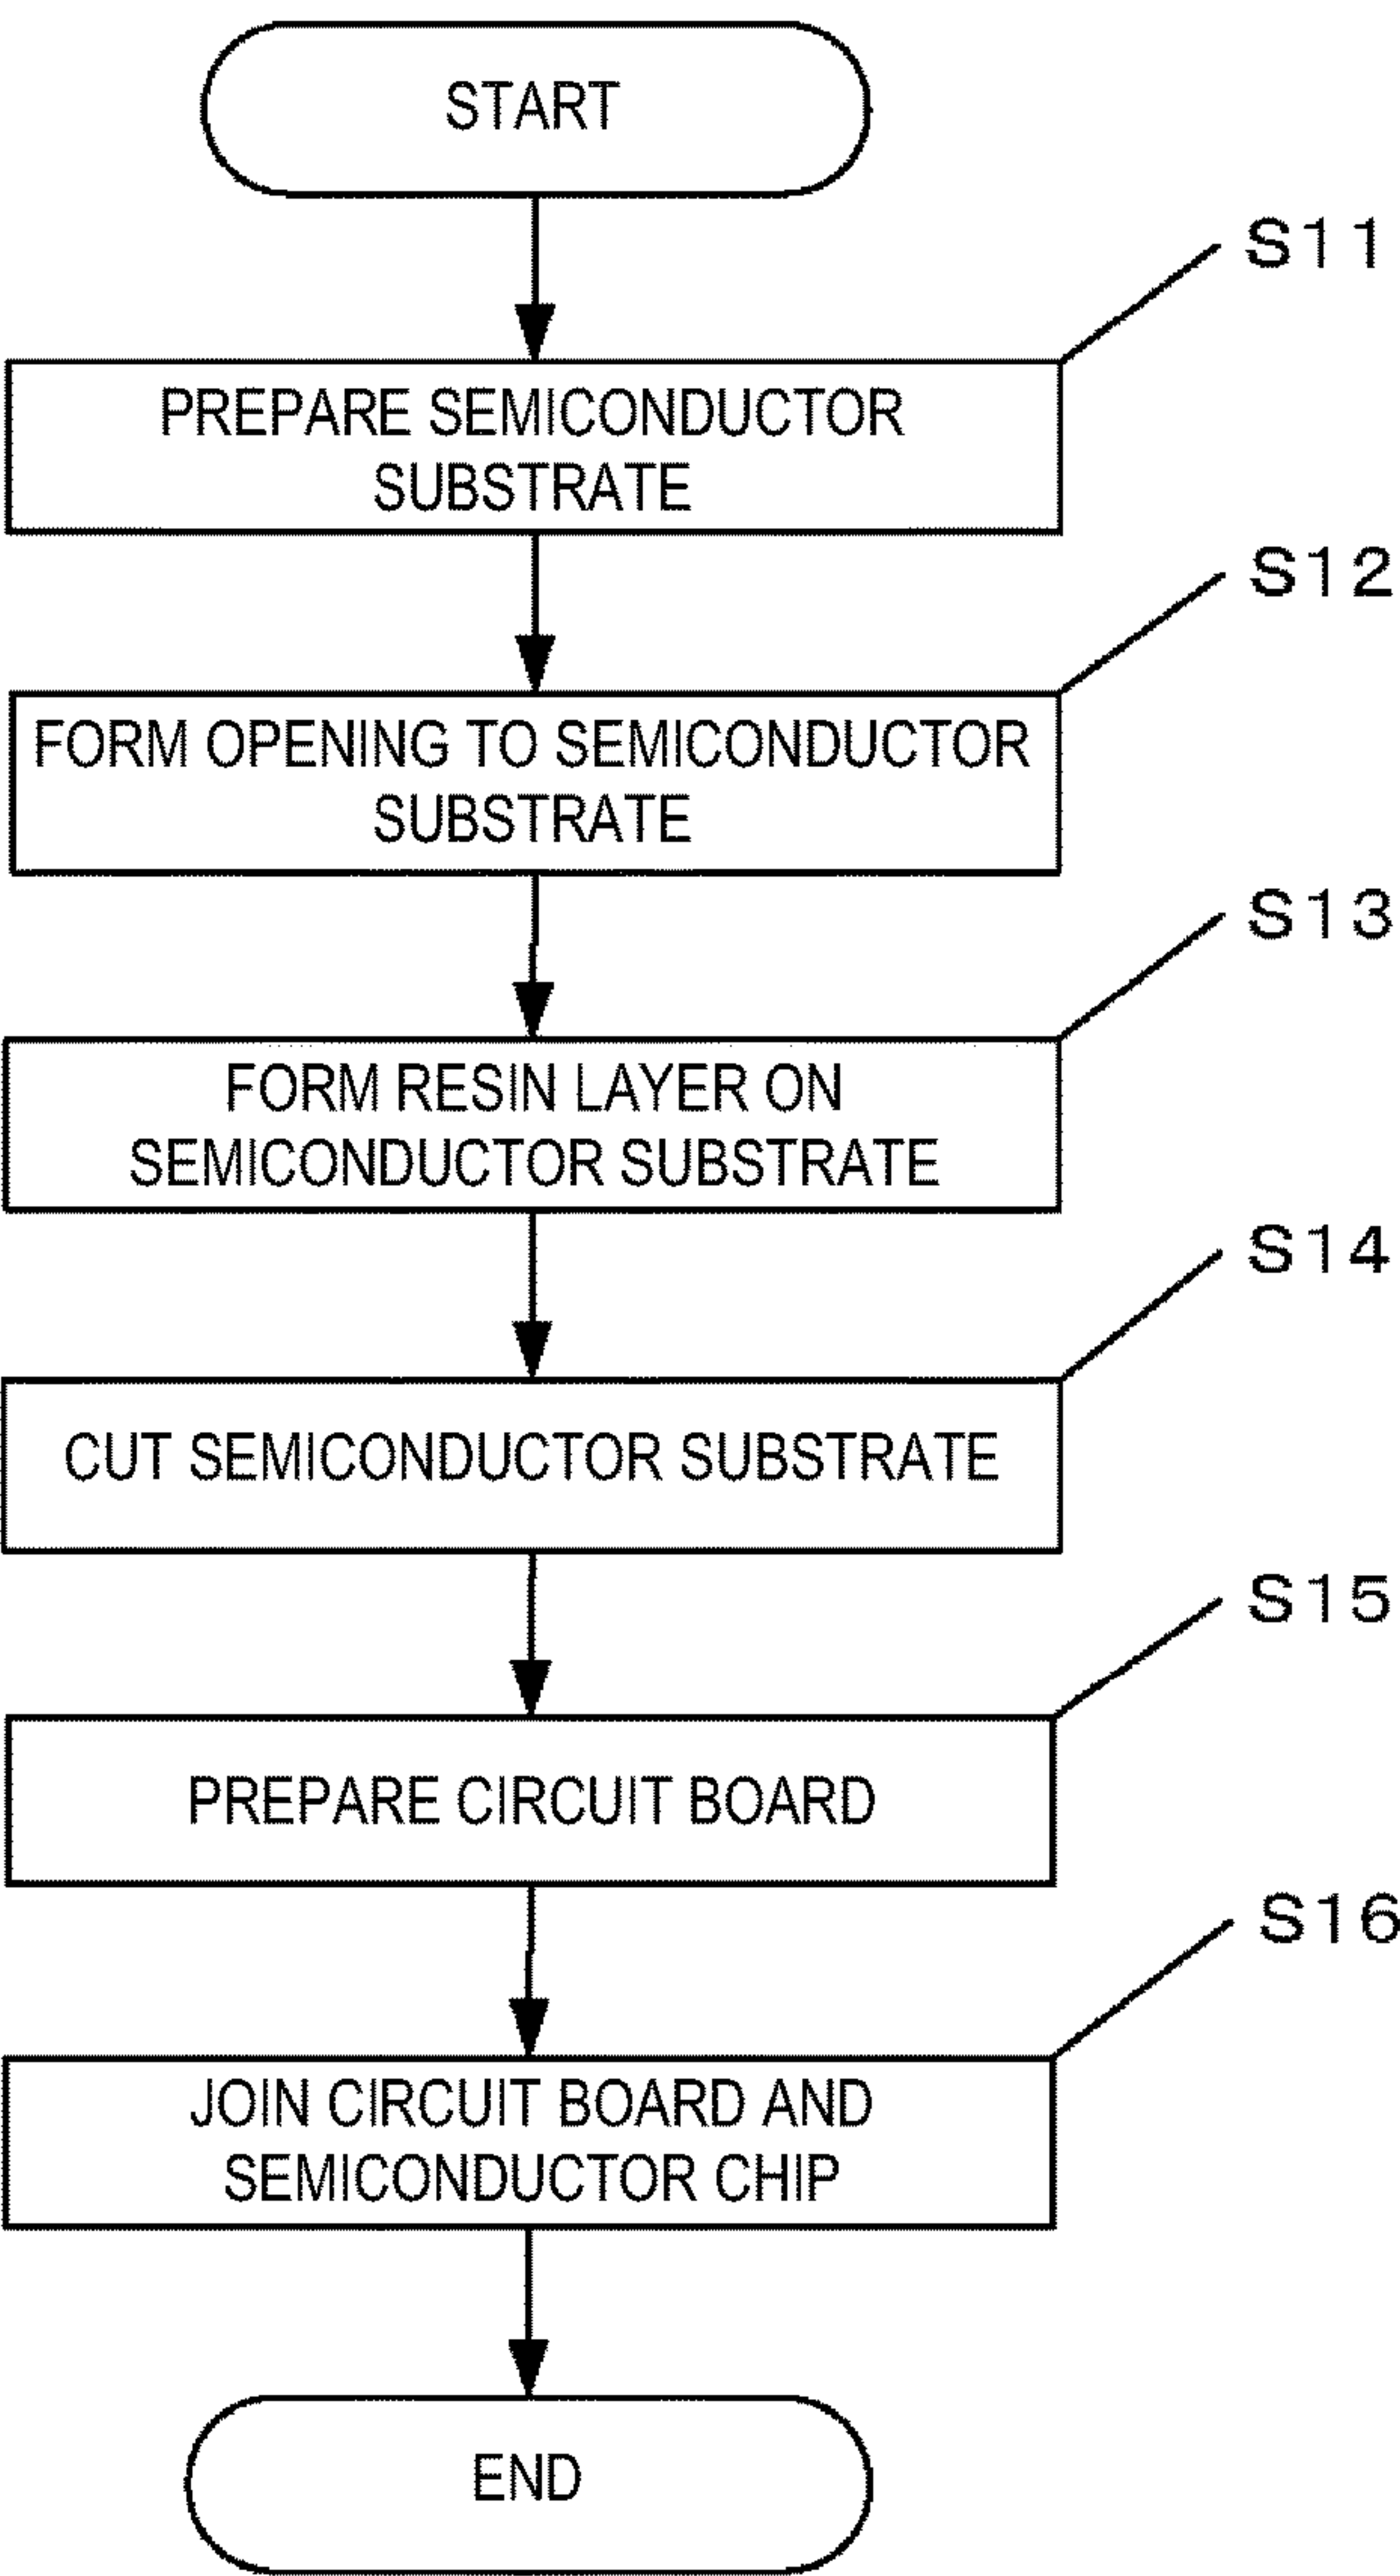 START
S11
PREPARE SEMICONDUCTOR
SUBSTRATE
S12
FORM OPENING TO SEMICONDUCTOR
SUBSTRATE
S13
FORM RESIN LAYER ON
SEMICONDUCTOR SUBSTRATE
S14
CUT SEMICONDUCTOR SUBSTRATE
S15
PREPARE CIRCUIT BOARD
S16
JOIN CIRCUIT BOARD AND
SEMICONDUCTOR CHIP
END